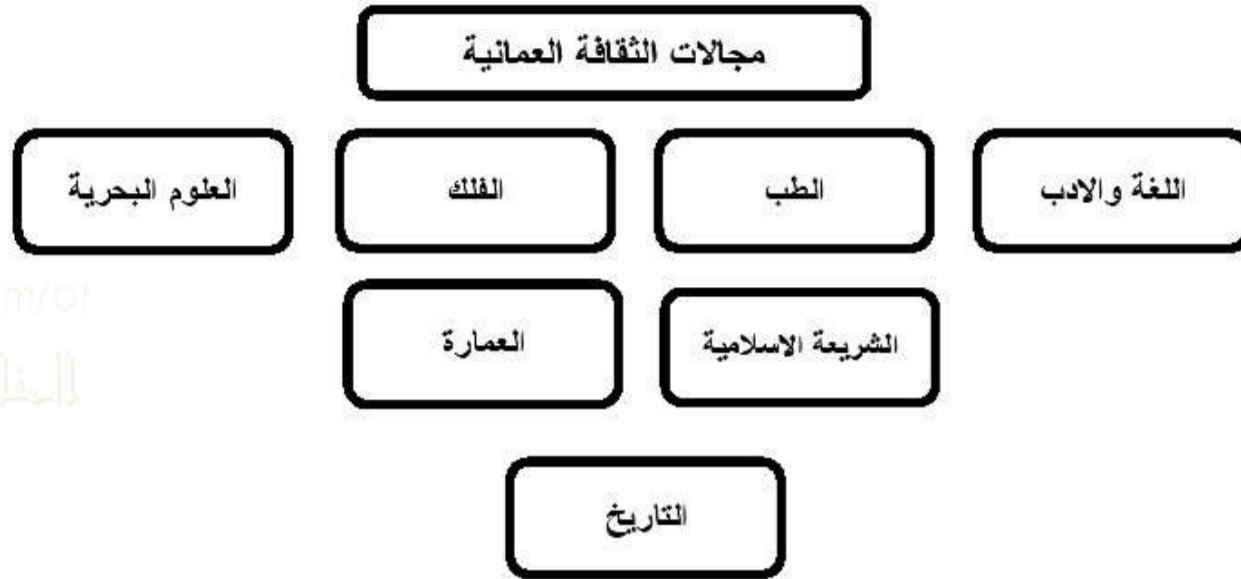 مجالات الثقافة العمانية
اللغة والادب
الطب
الفلك
العلوم البحرية
الشريعة الاسلامية
العمارة
التاريخ